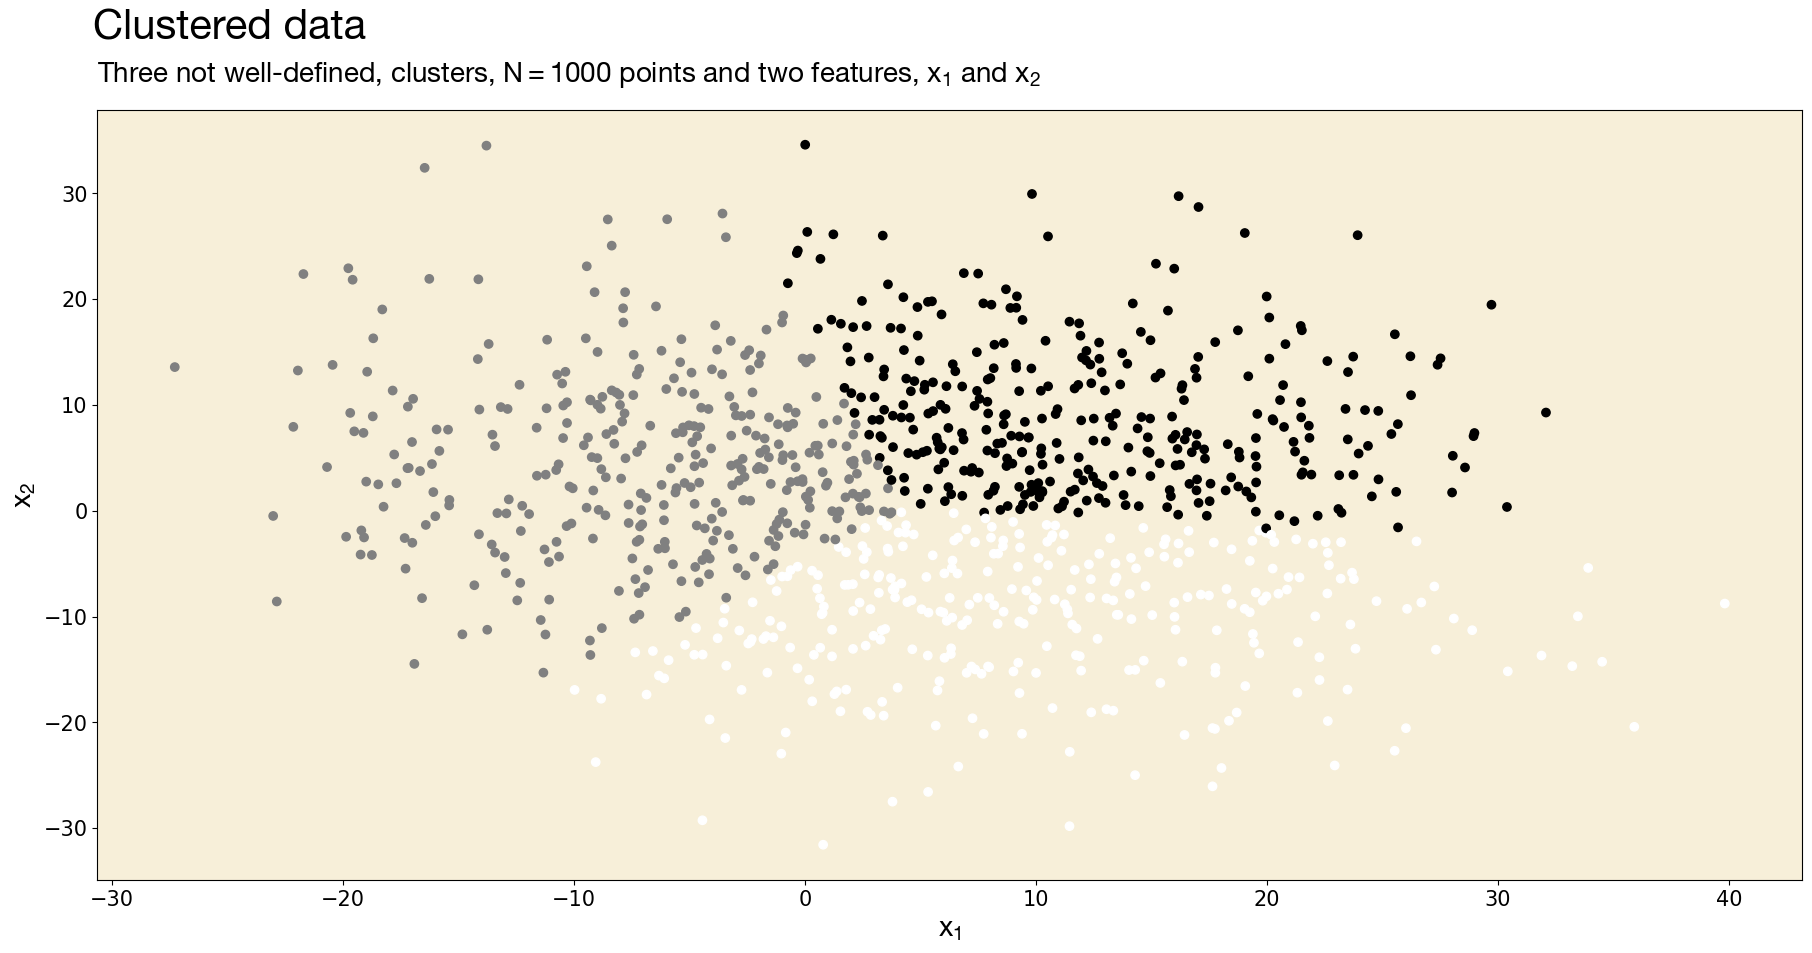 Clustered data
Three not well-defined, clusters, N = 1000 points and two features, x₁ and x₂
30
20
10
0
−10
−20
−30
x₂
−30 −20 −10 0 10 20 30 40
x₁